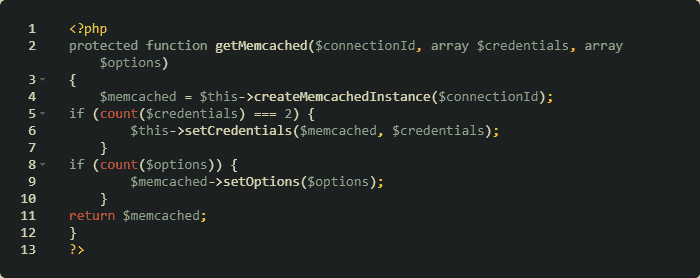 1 <?php
2 protected function getMemcached($connectionId, array $credentials, array
$options)
3 {
4 $memcached = $this->createMemcachedInstance($connectionId);
5 if (count($credentials) === 2) {
6 $this->setCredentials($memcached, $credentials);
7 }
8 if (count($options)) {
9 $memcached->setOptions($options);
10 }
11 return $memcached;
12 }
13 ?>